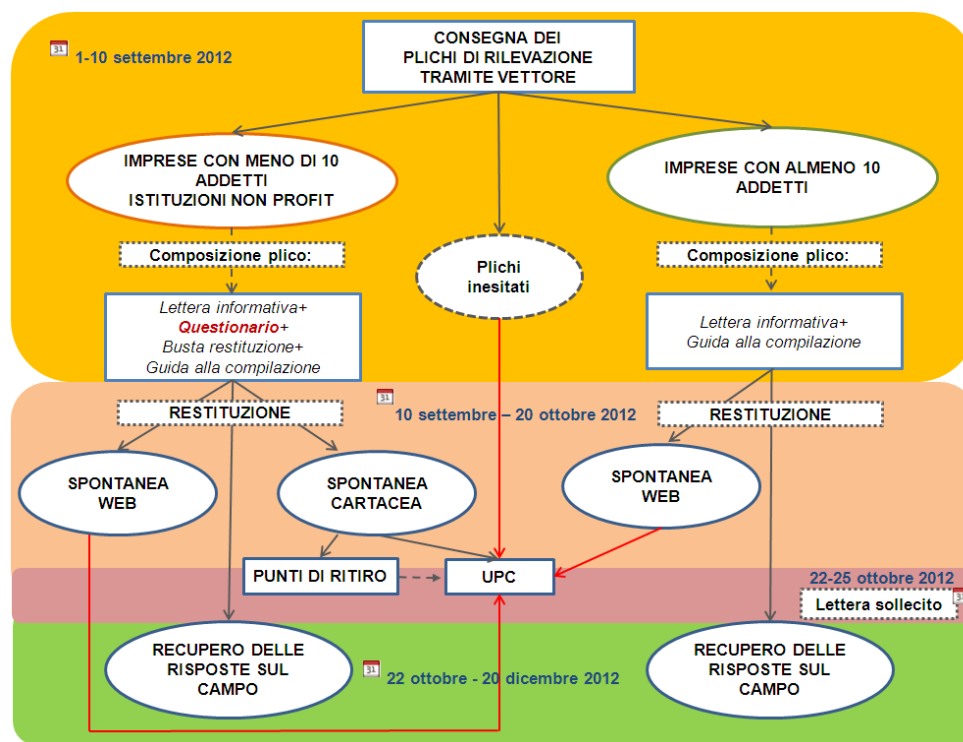 CONSEGNA DEI
PLICHI DI RILEVAZIONE
TRAMITE VETTORE
31
1-10 settembre 2012
IMPRESE CON MENO DI 10
ADDETTI
ISTITUZIONI NON PROFIT
IMPRESE CON ALMENO 10
ADDETTI
Composizione plico:
Plichi
inesitati
Composizione plico:
Lettera informativa+
Questionario+
Busta restituzione+
Guida alla compilazione
Lettera informativa+
Guida alla compilazione
31
10 settembre – 20 ottobre 2012
RESTITUZIONE
RESTITUZIONE
SPONTANEA
WEB
SPONTANEA
CARTACEA
SPONTANEA
WEB
PUNTI DI RITIRO
UPC
22-25 ottobre 2012
Lettera sollecito
RECUPERO DELLE
RISPOSTE SUL
CAMPO
31
22 ottobre - 20 dicembre 2012
RECUPERO DELLE
RISPOSTE SUL
CAMPO